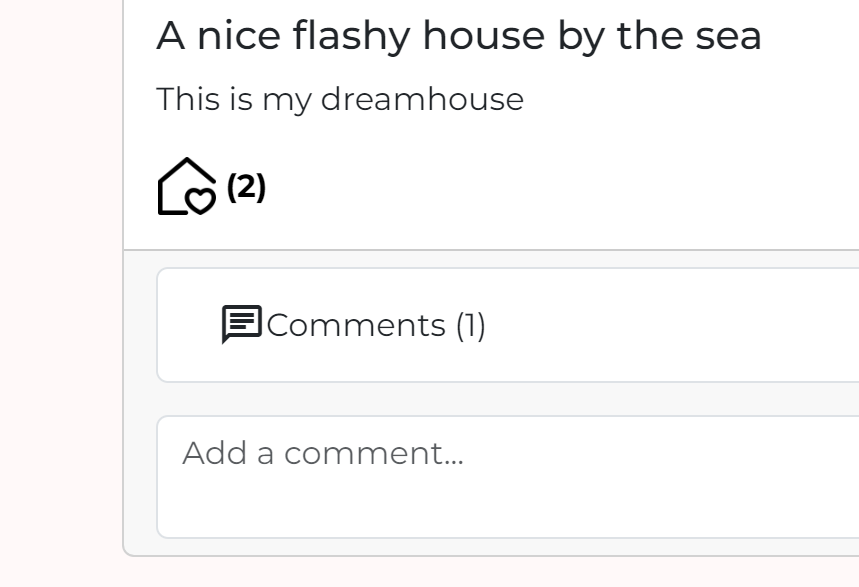 A nice flashy house by the sea
This is my dreamhouse
(2)
Comments (1)
Add a comment...